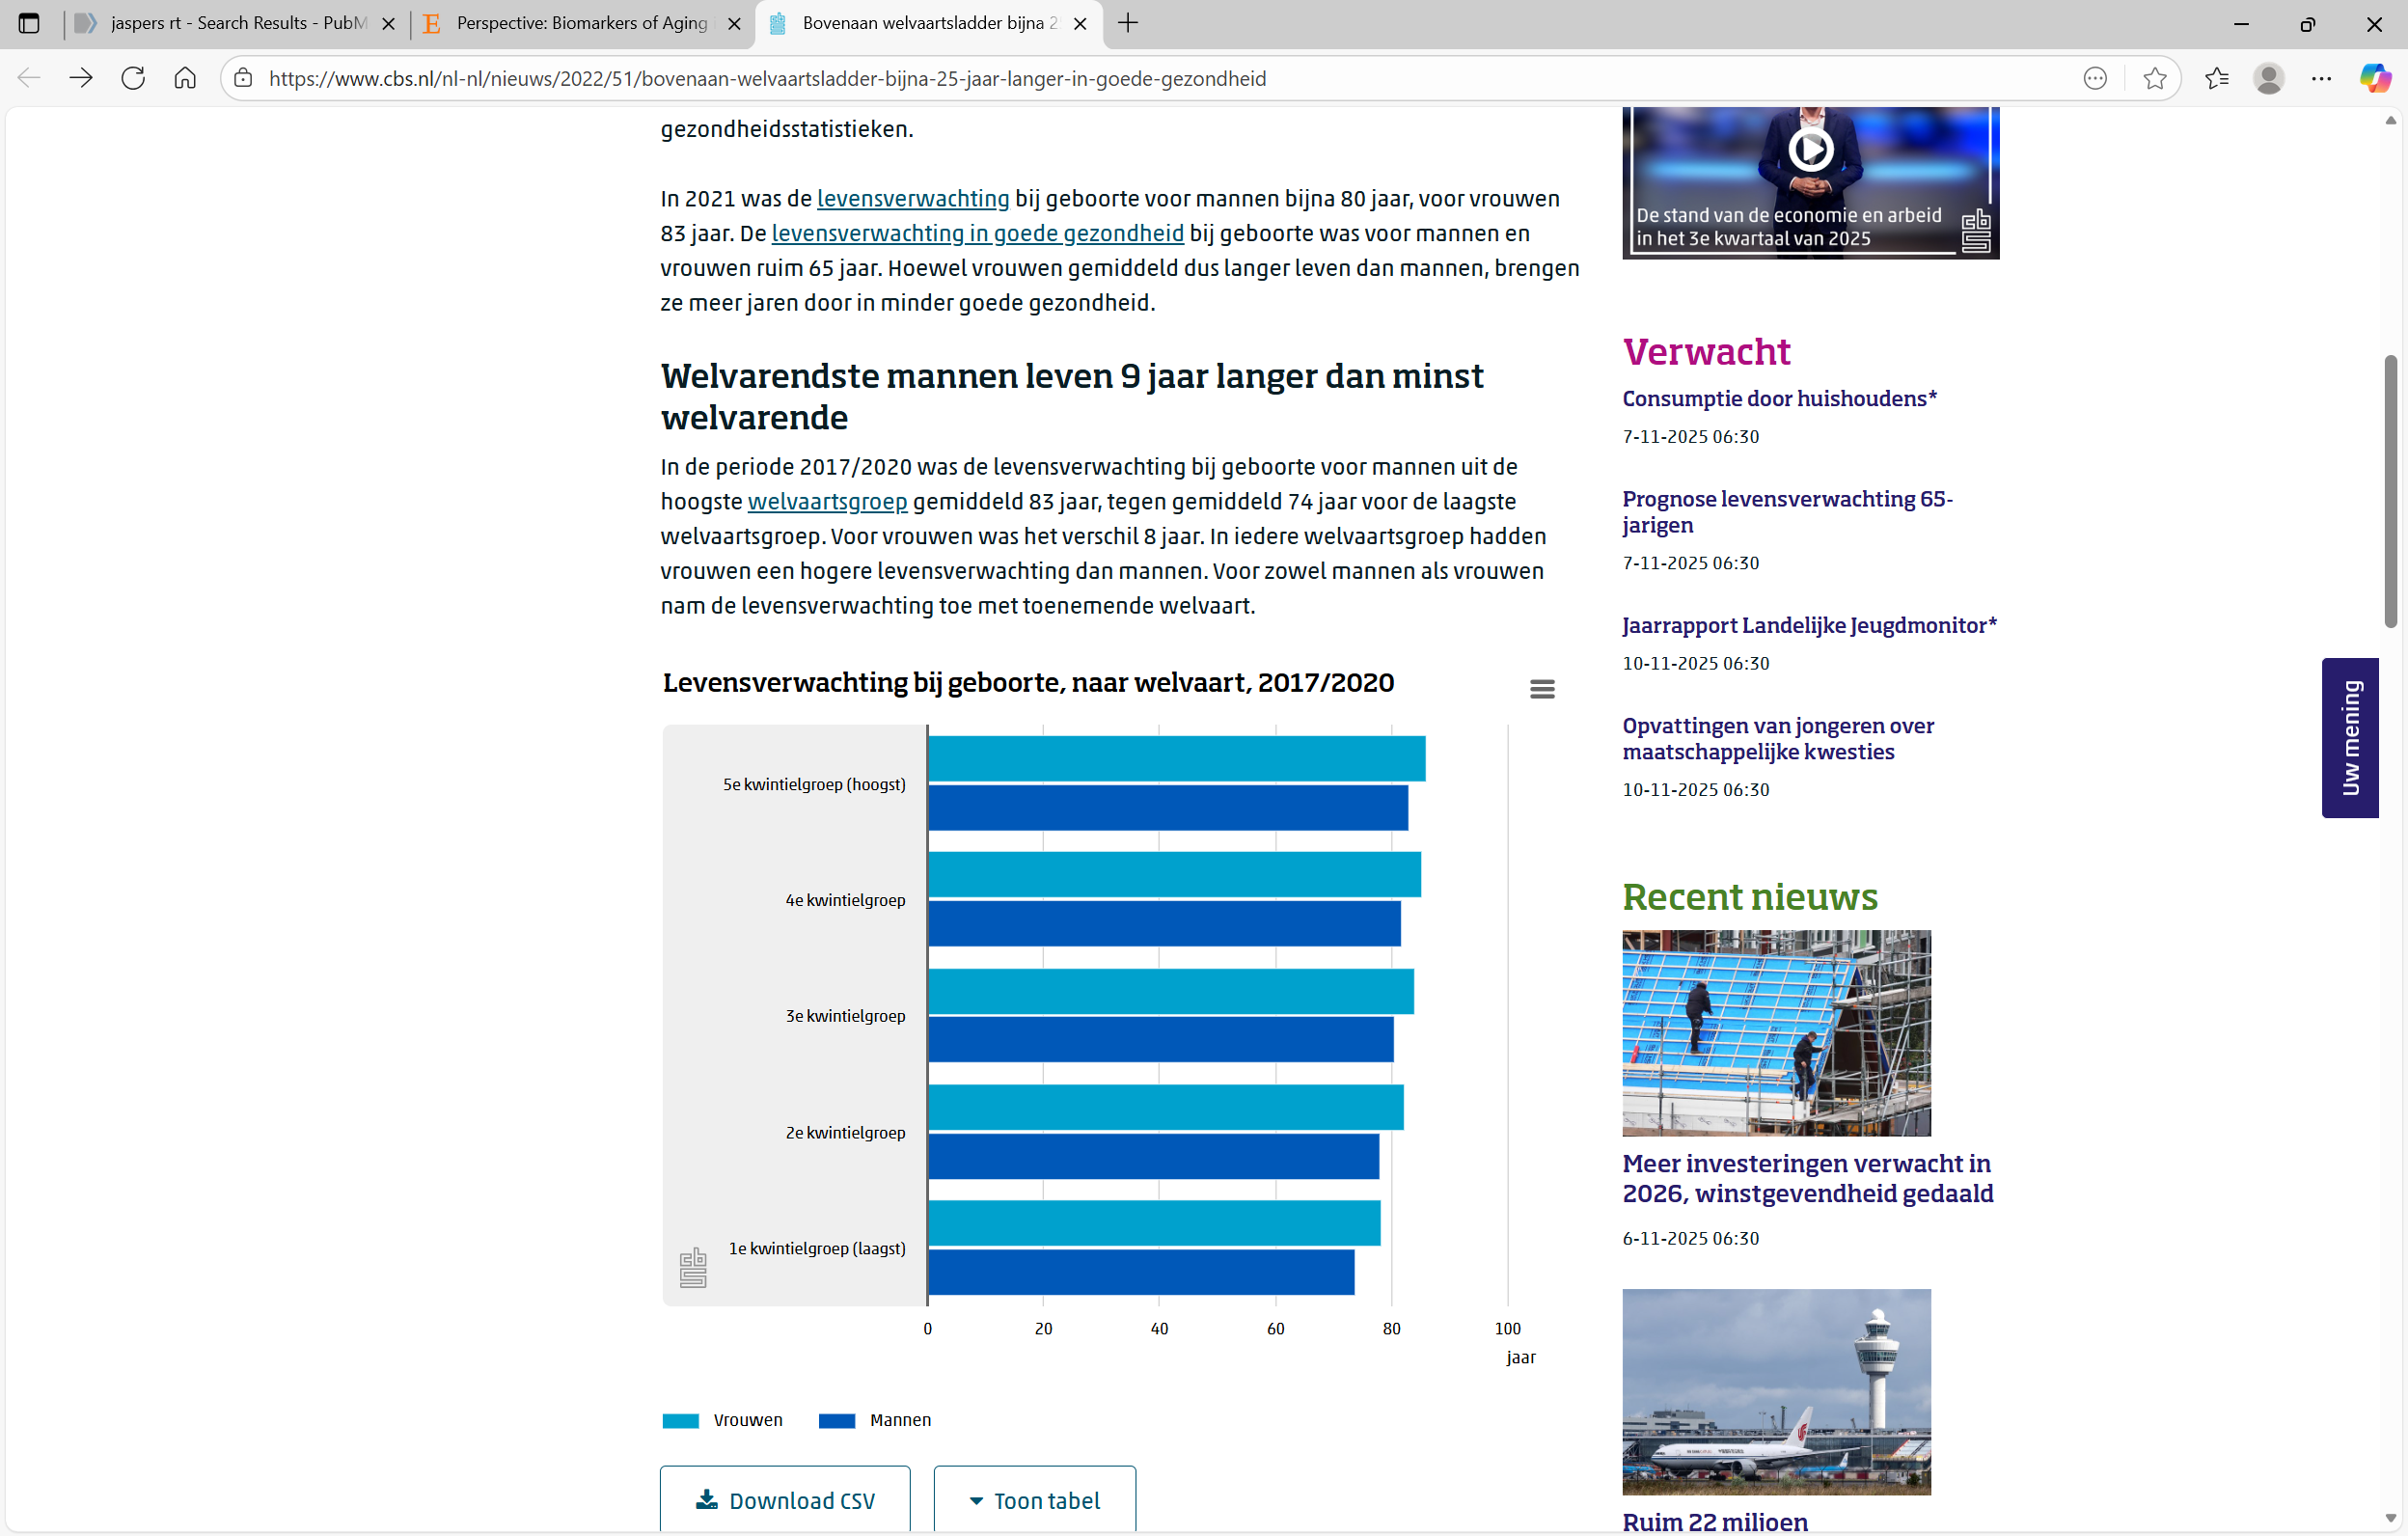 jaspers rt - Search Results - PubM
Perspective: Biomarkers of Aging
Bovenaan welvaartsladder bijna 2
https://www.cbs.nl/nl-nl/nieuws/2022/51/bovenaan-welvaartsladder-bijna-25-jaar-langer-in-goede-gezondheid
gezondheidsstatistieken.
In 2021 was de levensverwachting bij geboorte voor mannen bijna 80 jaar, voor vrouwen
83 jaar. De levensverwachting in goede gezondheid bij geboorte was voor mannen en
vrouwen ruim 65 jaar. Hoewel vrouwen gemiddeld dus langer leven dan mannen, brengen
ze meer jaren door in minder goede gezondheid.
Welvarendste mannen leven 9 jaar langer dan minst
welvarende
In de periode 2017/2020 was de levensverwachting bij geboorte voor mannen uit de
hoogste welvaartsgroep gemiddeld 83 jaar, tegen gemiddeld 74 jaar voor de laagste
welvaartsgroep. Voor vrouwen was het verschil 8 jaar. In iedere welvaartsgroep hadden
vrouwen een hogere levensverwachting dan mannen. Voor zowel mannen als vrouwen
nam de levensverwachting toe met toenemende welvaart.
Levensverwachting bij geboorte, naar welvaart, 2017/2020
5e kwintielgroep (hoogst)
4e kwintielgroep
3e kwintielgroep
2e kwintielgroep
1e kwintielgroep (laagst)
0 20 40 60 80 100
jaar
Vrouwen Mannen
Download CSV
Toon tabel
De stand van de economie en arbeid
in het 3e kwartaal van 2025
Verwacht
Consumptie door huishoudens*
7-11-2025 06:30
Prognose levensverwachting 65-
jarigen
7-11-2025 06:30
Jaarrapport Landelijke Jeugdmonitor*
10-11-2025 06:30
Opvattingen van jongeren over
maatschappelijke kwesties
10-11-2025 06:30
Recent nieuws
Meer investeringen verwacht in
2026, winstgevendheid gedaald
6-11-2025 06:30
Ruim 22 miljoen
Uw mening